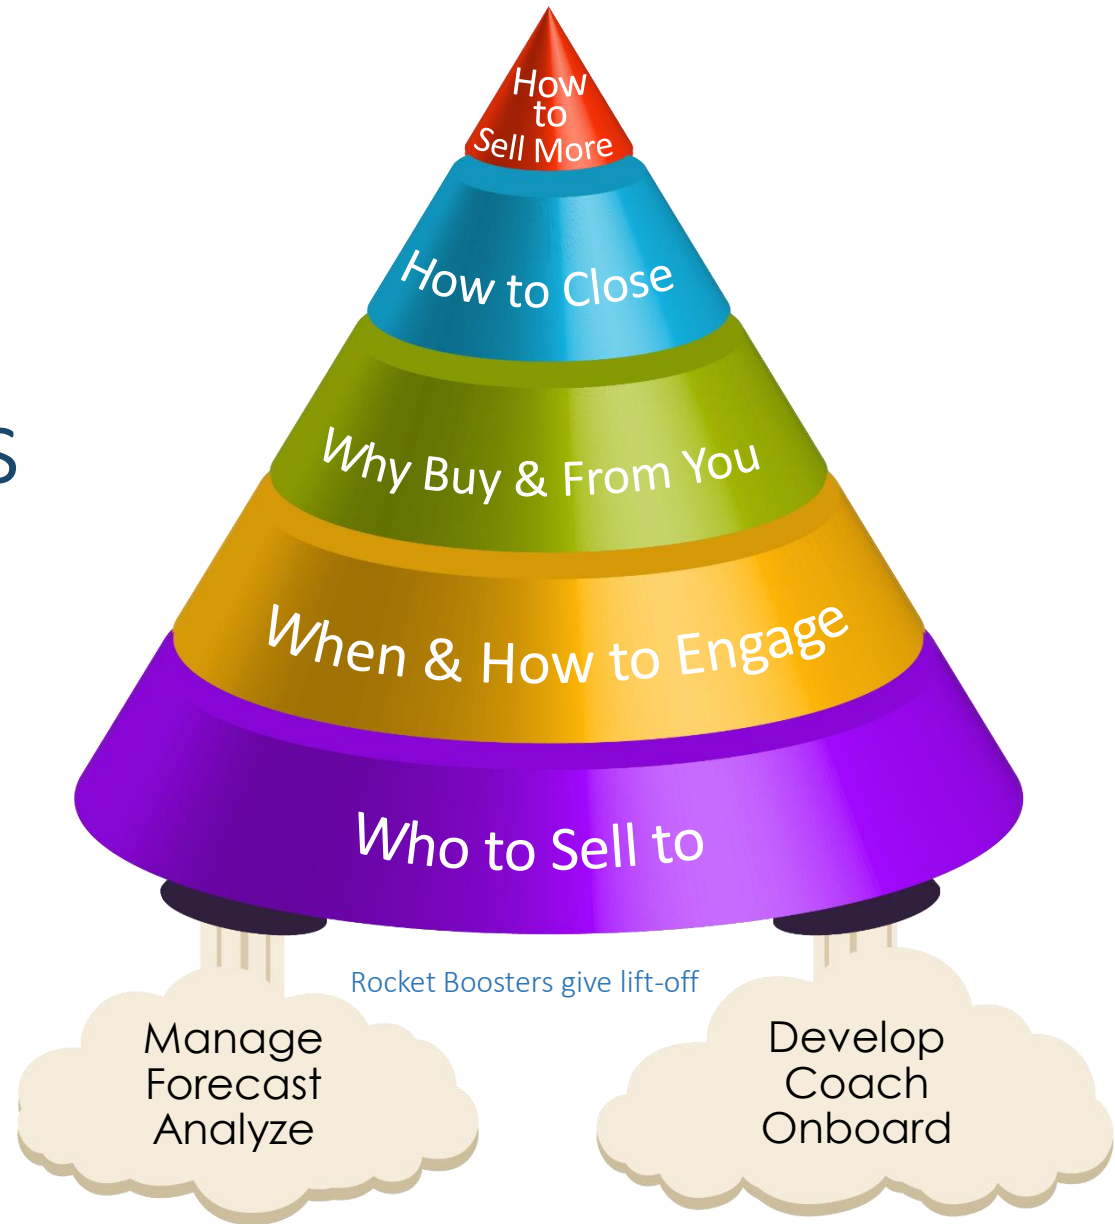 How
to
Sell More
How to Close
Why Buy & From You
When & How to Engage
Who to Sell to
Rocket Boosters give lift-off
Manage
Forecast
Analyze
Develop
Coach
Onboard